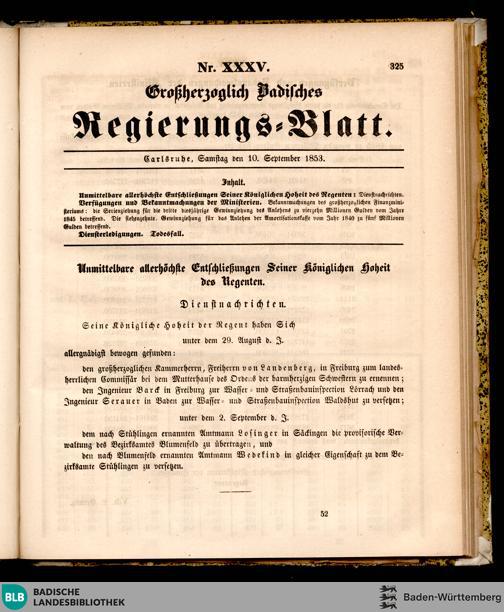 Nr. XXXV.
325
Großherzoglich Badisches
Regierungs-Blatt.
Carlsruhe, Samstag den 10. September 1853.
Inhalt.
Unmittelbare allerhöchste Entschließungen Seiner Königlichen Hoheit des Regenten: Dienstnachrichten.
Verfügungen und Bekanntmachungen der Ministerien. Bekanntmachungen des großherzoglichen Finanzmini-
steriums: die Serienziehung für die dritte diesjährige Gewinnziehung des Anlehens zu vierzehn Millionen Gulden vom Jahre
1845 betreffend. Die siebenzehnte Gewinnziehung für das Anlehen der Amortisationskasse vom Jahr 1840 zu fünf Millionen
Gulden betreffend.
Diensterledigungen. Todesfall.
Unmittelbare allerhöchste Entschließungen Seiner Königlichen Hoheit
des Regenten.
Dienstnachrichten.
Seine Königliche Hoheit der Regent haben Sich
unter dem 29. August d. J.
allergnädigst bewogen gefunden:
den großherzoglichen Kammerherrn, Freiherrn von Landenberg, in Freiburg zum landes-
herrlichen Commissär bei dem Mutterhause des Ordens der barmherzigen Schwestern zu ernennen;
den Ingenieur Barck in Freiburg zur Wasser- und Straßenbauinspection Lörrach und den
Ingenieur Serauer in Baden zur Wasser- und Straßenbauinspection Waldshut zu versetzen;
unter dem 2. September d. J.
dem nach Stühlingen ernannten Amtmann Losinger in Säckingen die provisorische Ver-
waltung des Bezirksamtes Blumenfeld zu übertragen, und
den nach Blumenfeld ernannten Amtmann Wedekind in gleicher Eigenschaft zu dem Be-
zirksamte Stühlingen zu versetzen.
52
BLB BADISCHE
LANDESBIBLIOTHEK
Baden-Württemberg